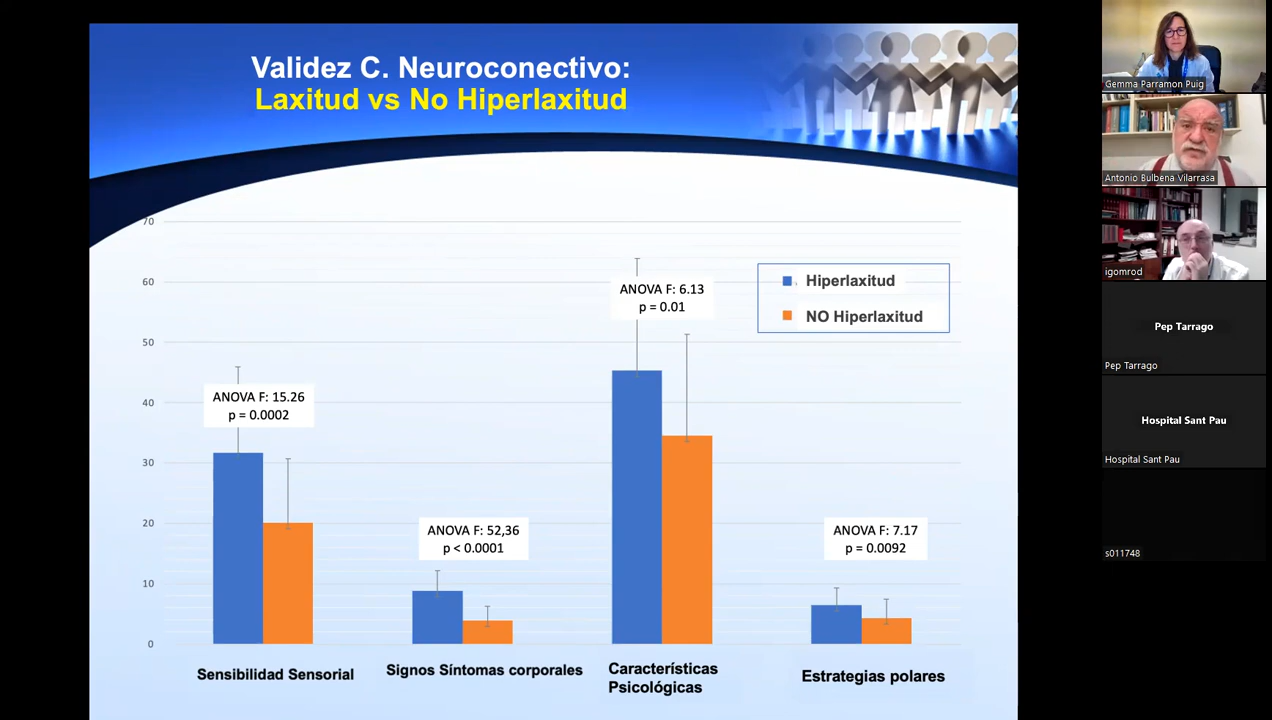 Validez C. Neuroconectivo:
Laxitud vs No Hiperlaxitud
70
60
50
40
30
20
10
0
Hiperlaxitud
NO Hiperlaxitud
ANOVA F: 15.26
p = 0.0002
ANOVA F: 52,36
p < 0.0001
ANOVA F: 6.13
p = 0.01
ANOVA F: 7.17
p = 0.0092
Sensibilidad Sensorial
Signos Síntomas corporales
Características
Psicológicas
Estrategias polares
Gemma Parramon Puig
Antonio Bulbena Vilarrasa
igomrod
Pep Tarrago
Pep Tarrago
Hospital Sant Pau
Hospital Sant Pau
s011748